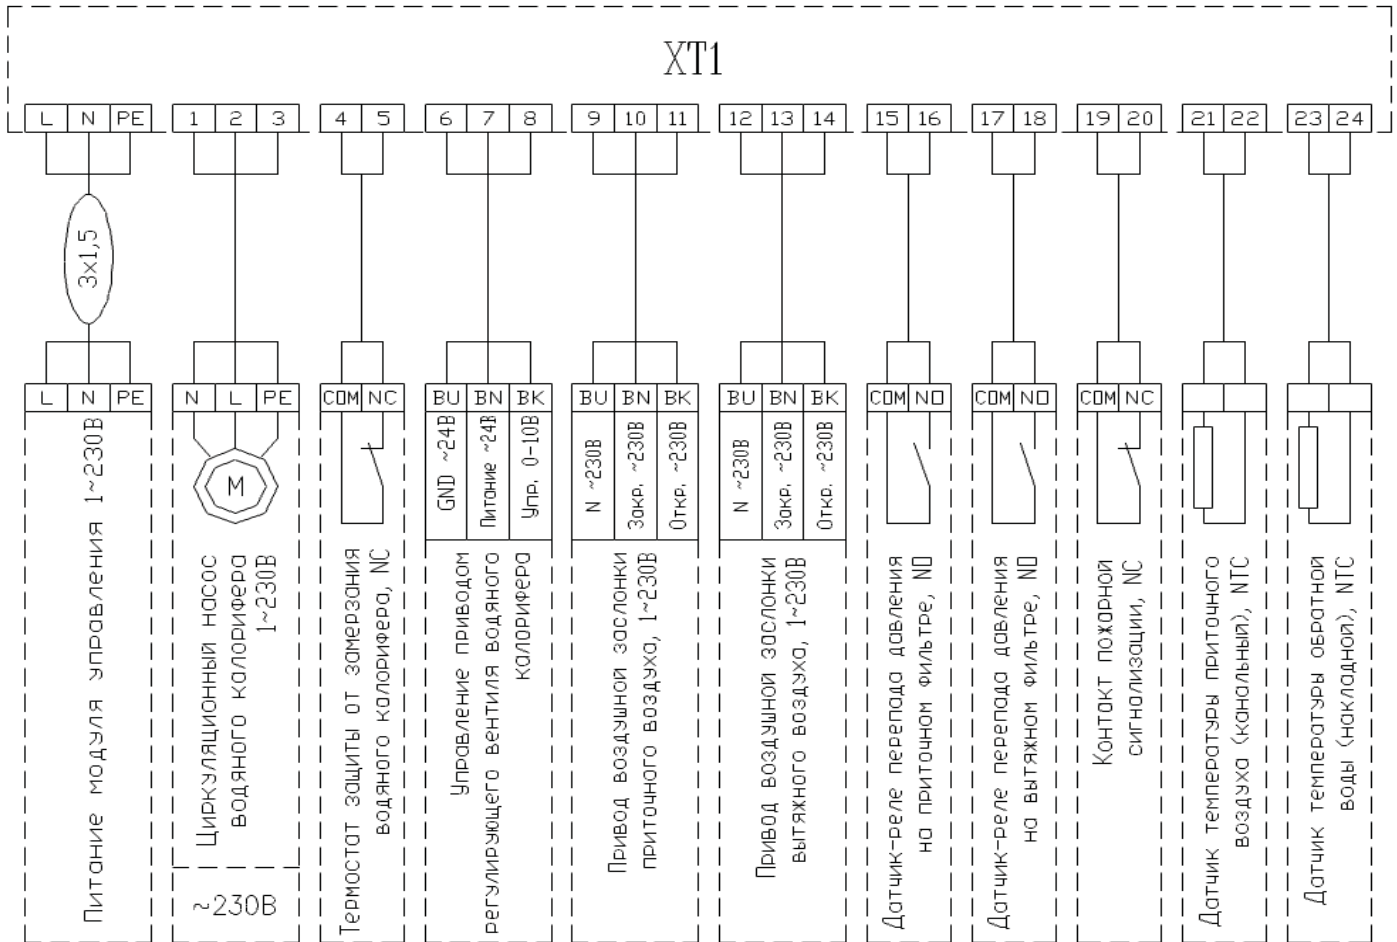 XT1
L N PE
1 2 3
4 5
6 7 8
9 10 11
12 13 14
15 16
17 18
19 20
21 22
23 24
3x1,5
L N PE
N L PE
COM NC
BU BN BK
BU BN BK
BU BN BK
COM NO
COM NO
COM NC
Питание модуля управления 1~230В
M
Циркуляционный насос
водяного калорифера
1~230В
~230В
Термостат защиты от замерзания
водяного калорифера, NC
GND ~24В
Питание ~24В
Упр. 0-10В
Управление приводом
регулирующего вентиля водяного
калорифера
N ~230В
Закр. ~230В
Откр. ~230В
Привод воздушной заслонки
приточного воздуха, 1~230В
N ~230В
Закр. ~230В
Откр. ~230В
Привод воздушной заслонки
вытяжного воздуха, 1~230В
Датчик-реле перепада давления
на приточном фильтре, NO
Датчик-реле перепада давления
на вытяжном фильтре, NO
Контакт пожарной
сигнализации, NC
Датчик температуры приточного
воздуха (канальный), NTC
Датчик температуры обратной
воды (накладной), NTC